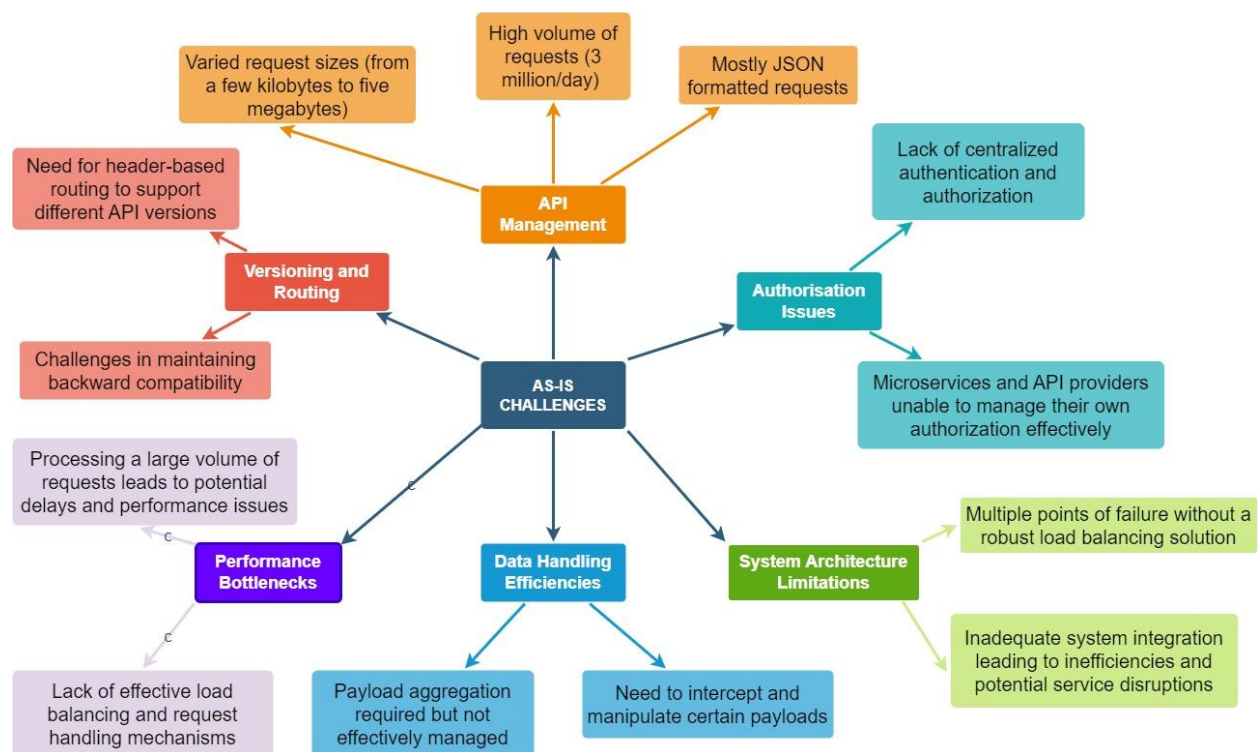 High volume of
requests (3
million/day)
Varied request sizes (from
a few kilobytes to five
megabytes)
Mostly JSON
formatted requests
Need for header-based
routing to support
different API versions
API
Management
Lack of centralized
authentication and
authorization
Versioning and
Routing
Authorisation
Issues
Challenges in maintaining
backward compatibility
AS-IS
CHALLENGES
Microservices and API providers
unable to manage their own
authorization effectively
Processing a large volume of
requests leads to potential
delays and performance issues
c
c
Multiple points of failure without a
robust load balancing solution
Performance
Bottlenecks
Data Handling
Efficiencies
System Architecture
Limitations
c
Lack of effective load
balancing and request
handling mechanisms
Payload aggregation
required but not
effectively managed
Need to intercept and
manipulate certain payloads
Inadequate system integration
leading to inefficiencies and
potential service disruptions